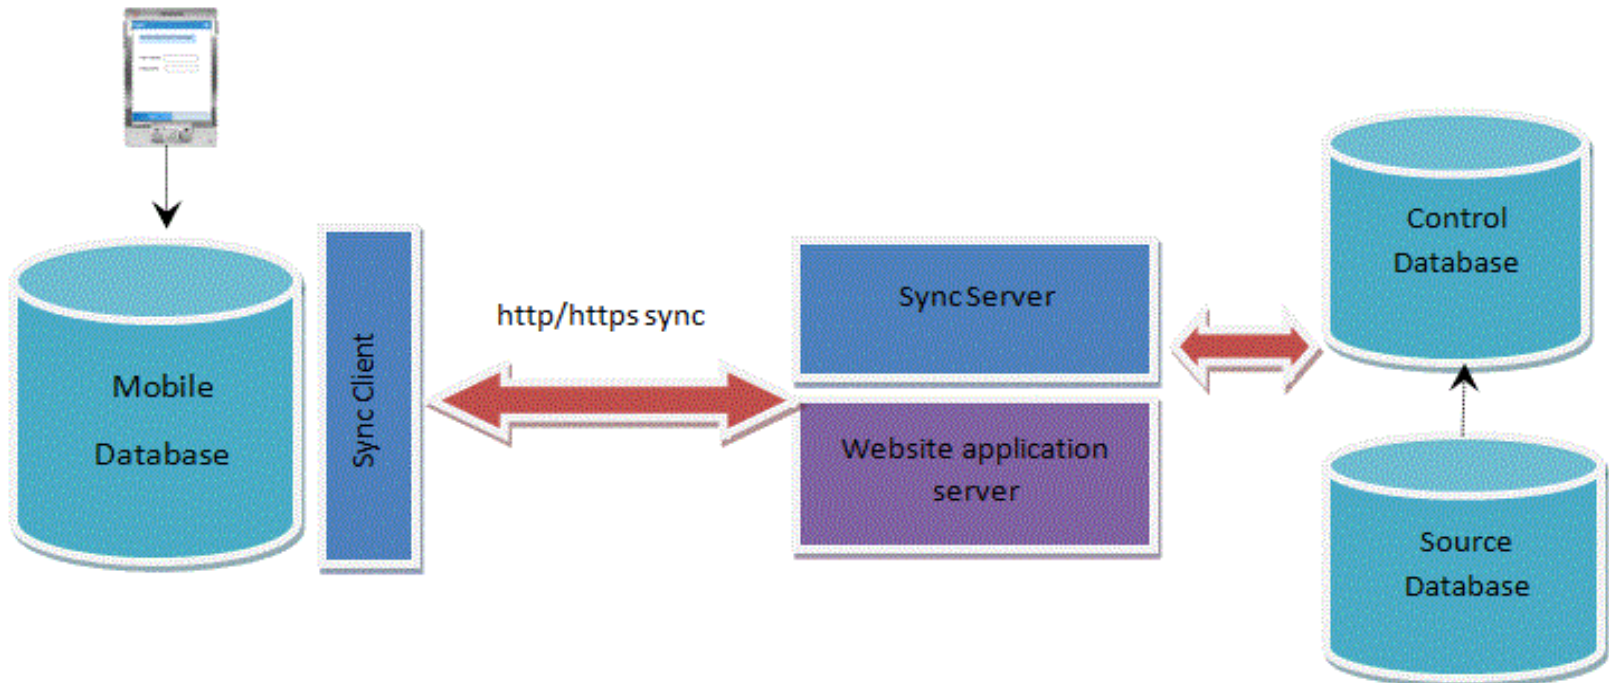 Mobile
Database
Sync Client
http/https sync
Sync Server
Website application
server
Control
Database
Source
Database